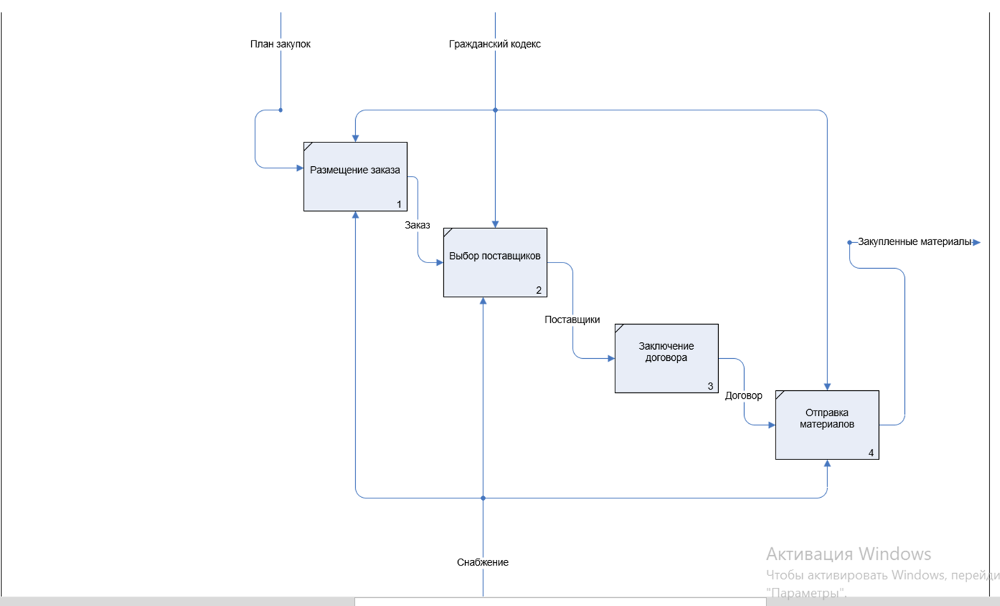 План закупок
Гражданский кодекс
Размещение заказа
1
Заказ
Выбор поставщиков
2
Закупленные материалы
Поставщики
Заключение
договора
3
Договор
Отправка
материалов
4
Снабжение
Активация Windows
Чтобы активировать Windows, перейди
"Параметры".